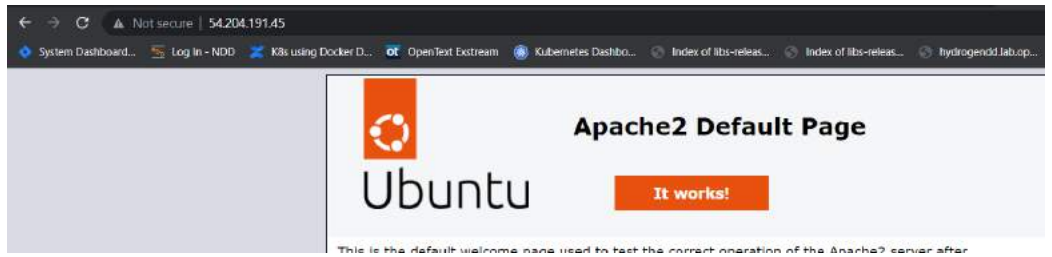 Not secure | 54.204.191.45
System Dashboard... Log In - NDD K8s using Docker D... ot OpenText Exstream Kubernetes Dashbo... Index of libs-releas... Index of libs-releas... hydrogendd.lab.op...
Apache2 Default Page
Ubuntu
It works!
This is the default welcome page used to test the correct operation of the Apache2 server after